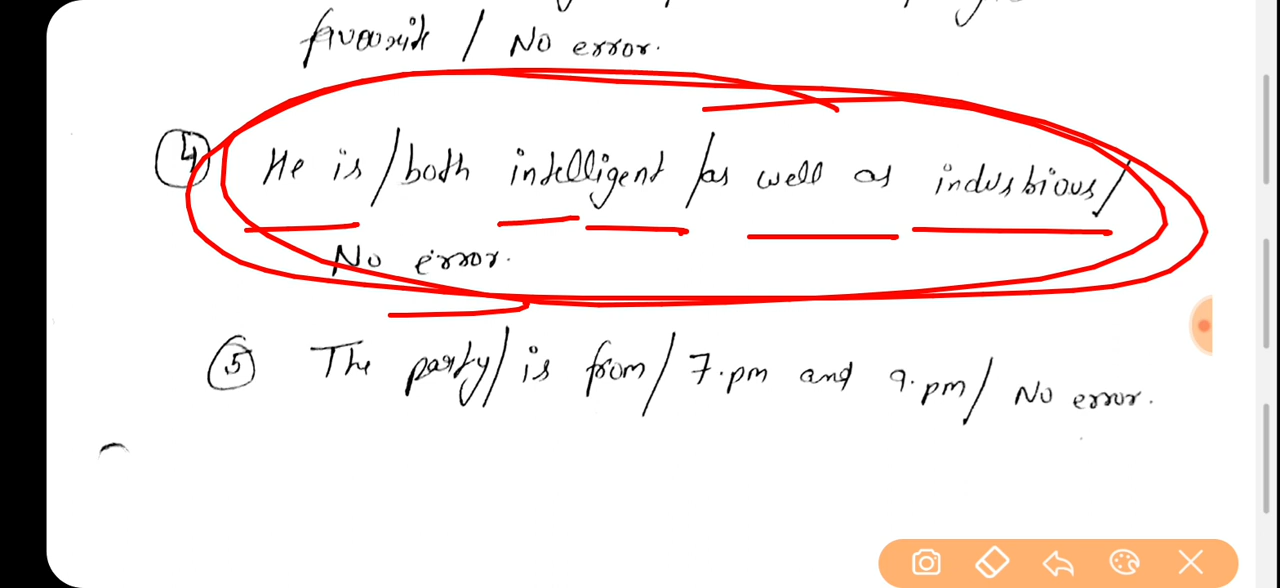 favourite / No error.
④ He is / both intelligent / as well as industrious /
No error.
⑤ The party / is from / 7.pm and 9.pm / No error.